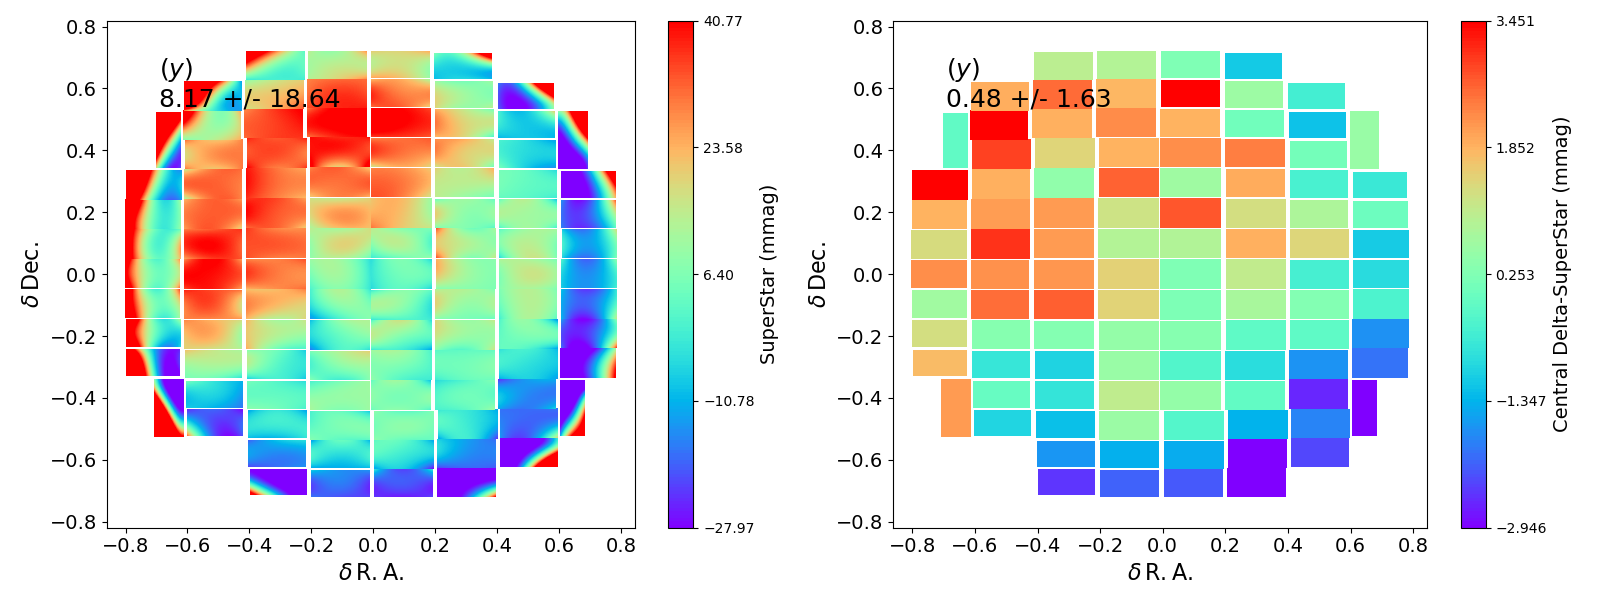 (y)
8.17 +/- 18.64
0.8
0.6
0.4
0.2
0.0
−0.2
−0.4
−0.6
−0.8
δ Dec.
−0.8 −0.6 −0.4 −0.2 0.0 0.2 0.4 0.6 0.8
δ R. A.
40.77
23.58
6.40
−10.78
−27.97
SuperStar (mmag)
(y)
0.48 +/- 1.63
0.8
0.6
0.4
0.2
0.0
−0.2
−0.4
−0.6
−0.8
δ Dec.
−0.8 −0.6 −0.4 −0.2 0.0 0.2 0.4 0.6 0.8
δ R. A.
3.451
1.852
0.253
−1.347
−2.946
Central Delta-SuperStar (mmag)